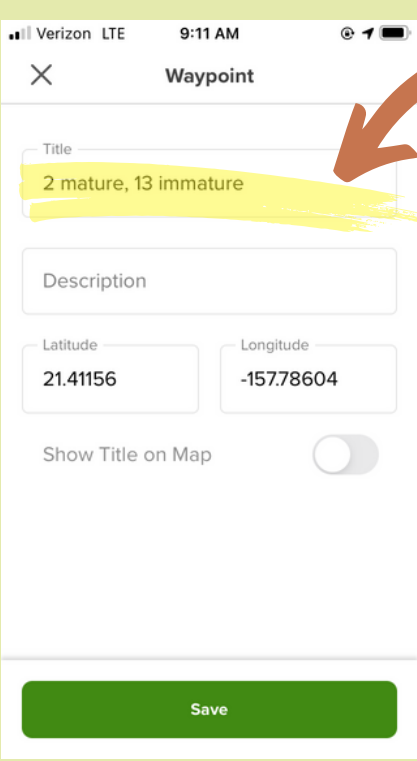 Verizon LTE 9:11 AM
Waypoint
Title
2 mature, 13 immature
Description
Latitude Longitude
21.41156 -157.78604
Show Title on Map
Save